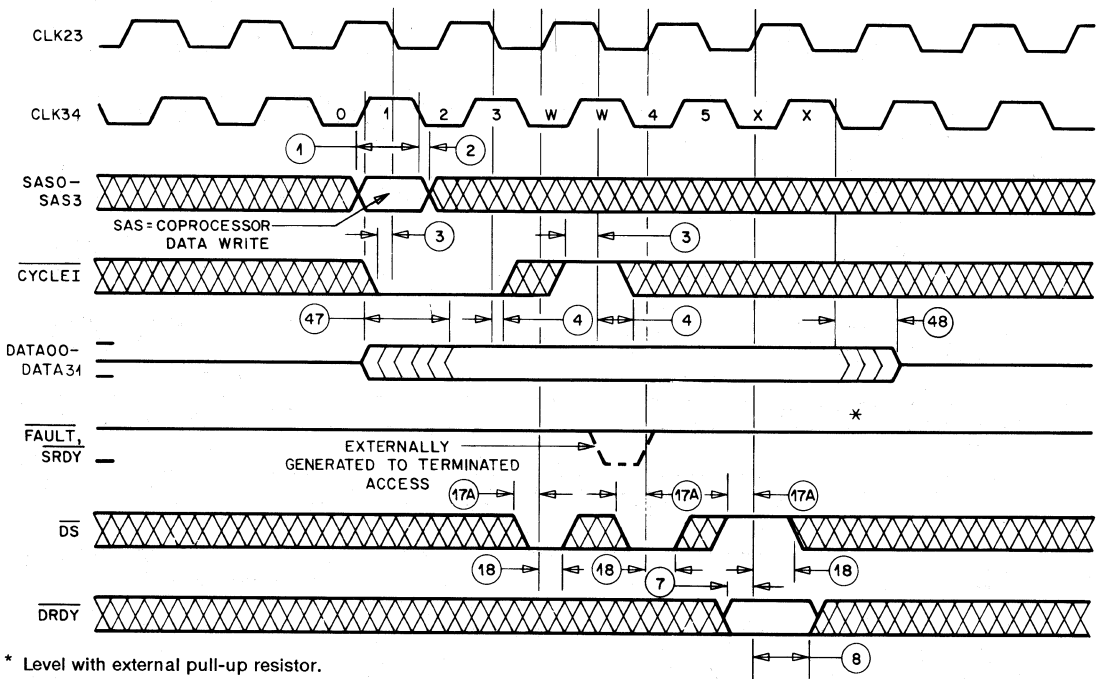 CLK23
CLK34
0 1 2 3 W W 4 5 X X
1
2
SAS0–
SAS3
SAS = COPROCESSOR
DATA WRITE
3
3
CYCLEI
47
4
4
48
DATA00–
DATA31
*
FAULT,
SRDY
EXTERNALLY
GENERATED TO TERMINATED
ACCESS
17A
17A
17A
DS
18
18
7
18
DRDY
8
* Level with external pull-up resistor.